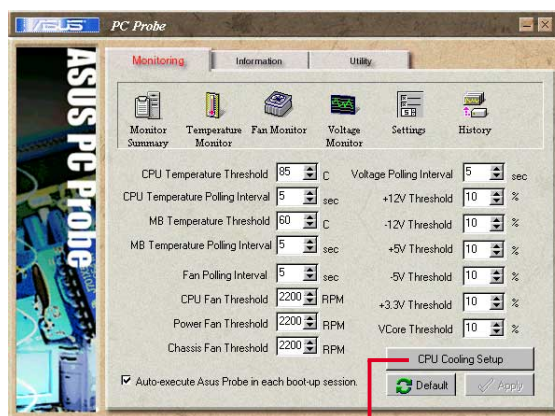 /SUS PC Probe
Monitoring Information Utility
ASUS PC Probe
Monitor Summary
Temperature Monitor
Fan Monitor
Voltage Monitor
Settings
History
CPU Temperature Threshold 85 C
CPU Temperature Polling Interval 5 sec
MB Temperature Threshold 60 C
MB Temperature Polling Interval 5 sec
Fan Polling Interval 5 sec
CPU Fan Threshold 2200 RPM
Power Fan Threshold 2200 RPM
Chassis Fan Threshold 2200 RPM
Auto-execute Asus Probe in each boot-up session.
Voltage Polling Interval 5 sec
+12V Threshold 10 %
-12V Threshold 10 %
+5V Threshold 10 %
-5V Threshold 10 %
+3.3V Threshold 10 %
VCore Threshold 10 %
CPU Cooling Setup
Default Apply